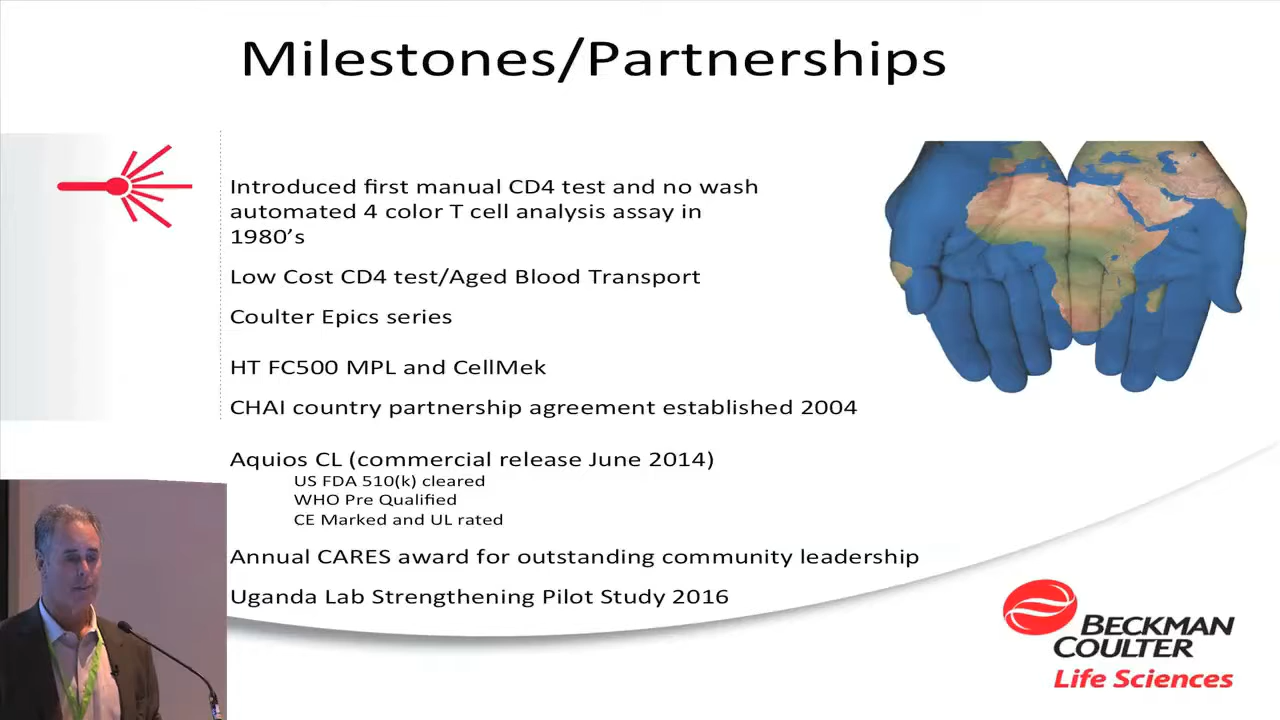 Milestones/Partnerships
Introduced first manual CD4 test and no wash
automated 4 color T cell analysis assay in
1980’s
Low Cost CD4 test/Aged Blood Transport
Coulter Epics series
HT FC500 MPL and CellMek
CHAI country partnership agreement established 2004
Aquios CL (commercial release June 2014)
US FDA 510(k) cleared
WHO Pre Qualified
CE Marked and UL rated
Annual CARES award for outstanding community leadership
Uganda Lab Strengthening Pilot Study 2016
BECKMAN
COULTER
Life Sciences